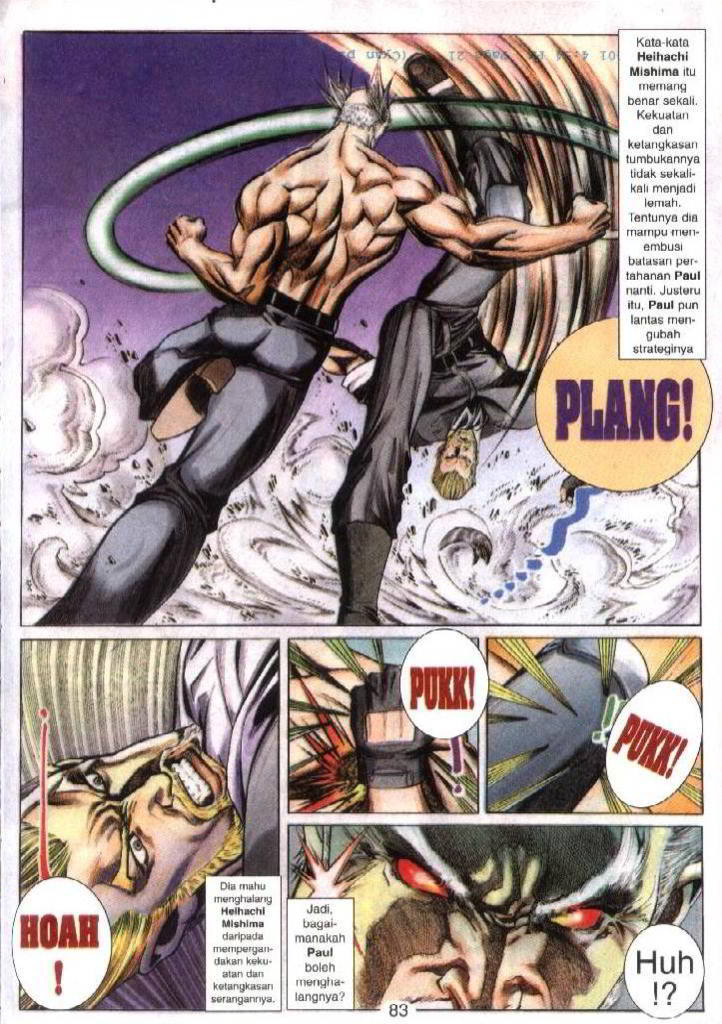 Kata-kata
Heihachi
Mishima itu
memang
benar sekali.
Kekuatan
dan
ketangkasan
tumbukannya
tidak sekali-
kali menjadi
lemah.
Tentunya dia
mampu men-
embusi
batasan per-
tahanan Paul
nanti. Justeru
itu, Paul pun
lantas men-
gubah
strateginya
PLANG!
HOAH
!
Dia mahu
menghalang
Heihachi
Mishima
daripada
mempergan-
dakan keku-
atan dan
ketangkasan
serangannya.
PUKK!
PUKK!
Jadi,
bagai-
manakah
Paul
boleh
mengha-
langnya?
Huh
!?
83